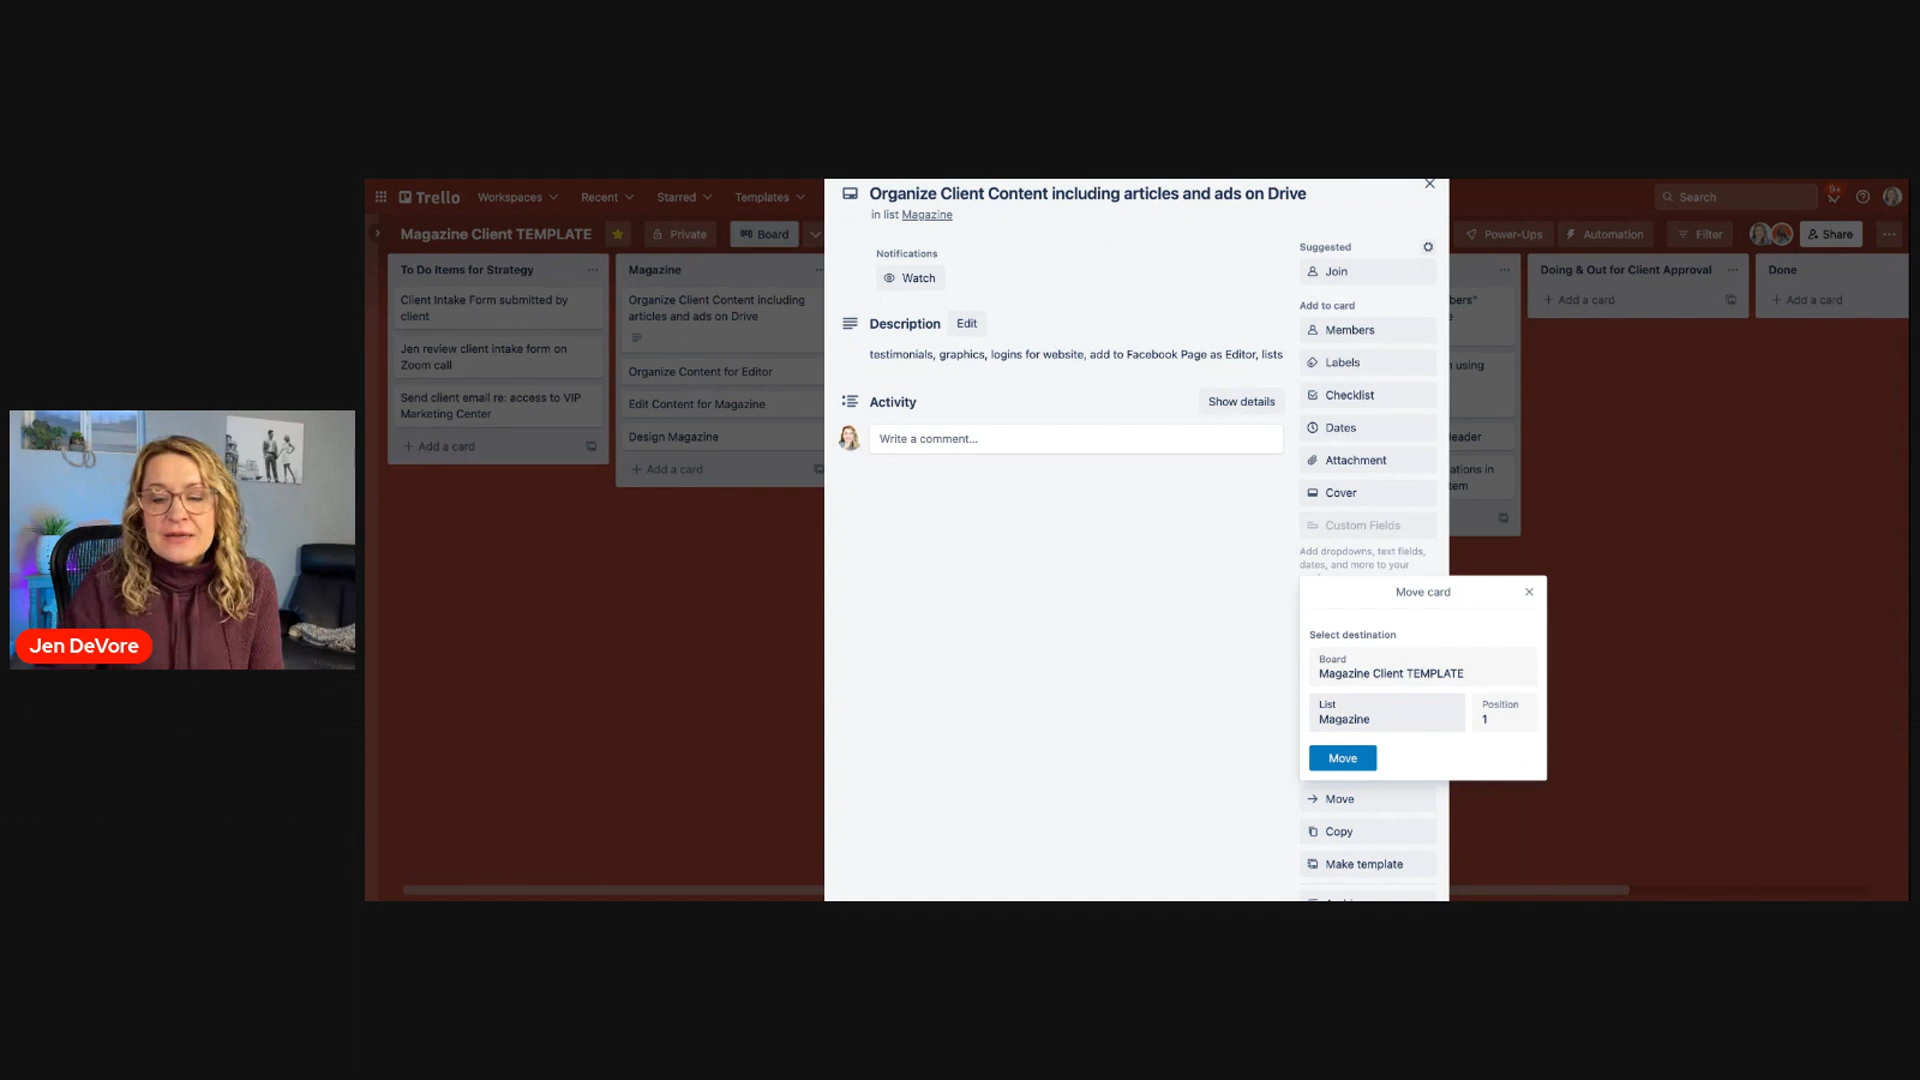 Trello
Workspaces
Recent
Starred
Templates
Search
9+
Magazine Client TEMPLATE
Private
Board
Power-Ups
Automation
Filter
Share
To Do Items for Strategy
Client Intake Form submitted by
client
Jen review client intake form on
Zoom call
Send client email re: access to VIP
Marketing Center
+ Add a card
Magazine
Organize Client Content including
articles and ads on Drive
Organize Content for Editor
Edit Content for Magazine
Design Magazine
+ Add a card
Organize Client Content including articles and ads on Drive
in list Magazine
Notifications
Watch
Description
Edit
testimonials, graphics, logins for website, add to Facebook Page as Editor, lists
Activity
Show details
Write a comment...
Suggested
Join
Add to card
Members
Labels
Checklist
Dates
Attachment
Cover
Custom Fields
Add dropdowns, text fields,
dates, and more to your
Move card
Select destination
Board
Magazine Client TEMPLATE
List
Magazine
Position
1
Move
Move
Copy
Make template
bers"
using
eader
ations in
tem
Doing & Out for Client Approval
+ Add a card
Done
+ Add a card
Jen DeVore